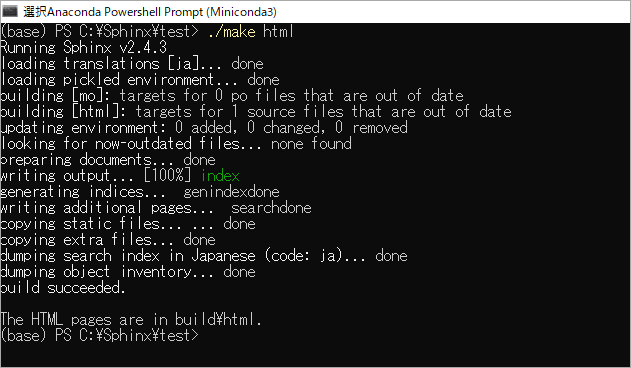 選択Anaconda Powershell Prompt (Miniconda3)
(base) PS C:¥Sphinx¥test> ./make html
Running Sphinx v2.4.3
loading translations [ja]... done
loading pickled environment... done
building [mo]: targets for 0 po files that are out of date
building [html]: targets for 1 source files that are out of date
updating environment: 0 added, 0 changed, 0 removed
looking for now-outdated files... none found
preparing documents... done
writing output... [100%] index
generating indices...  genindexdone
writing additional pages...  searchdone
copying static files... ... done
copying extra files... done
dumping search index in Japanese (code: ja)... done
dumping object inventory... done
build succeeded.
The HTML pages are in build¥html.
(base) PS C:¥Sphinx¥test>